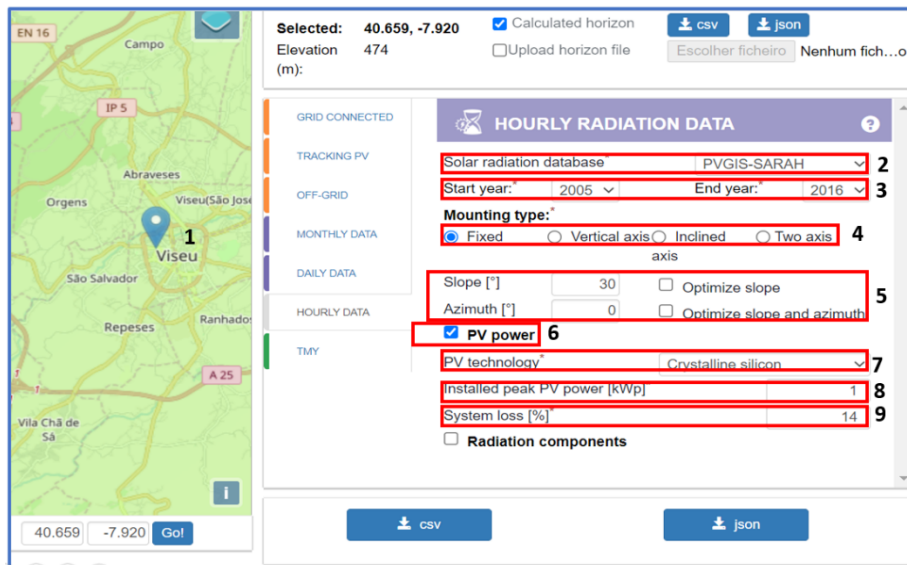 EN 16
Campo
IP 5
Abraveses
Orgens
Viseu(São José
1
Viseu
São Salvador
Repeses
Ranhados
A 25
Vila Chã de
Sá
i
40.659 -7.920 Go!
Selected: 40.659, -7.920
Elevation 474
(m):
Calculated horizon
Upload horizon file
csv json
Escolher ficheiro Nenhum fich…o
GRID CONNECTED
TRACKING PV
OFF-GRID
MONTHLY DATA
DAILY DATA
HOURLY DATA
TMY
HOURLY RADIATION DATA ?
Solar radiation database* PVGIS-SARAH 2
Start year:* 2005 End year:* 2016 3
Mounting type:*
Fixed Vertical axis Inclined Two axis 4
axis
Slope [°] 30 Optimize slope
5
Azimuth [°] 0 Optimize slope and azimuth
PV power 6
PV technology* Crystalline silicon 7
Installed peak PV power [kWp] 1 8
System loss [%]* 14 9
Radiation components
csv json